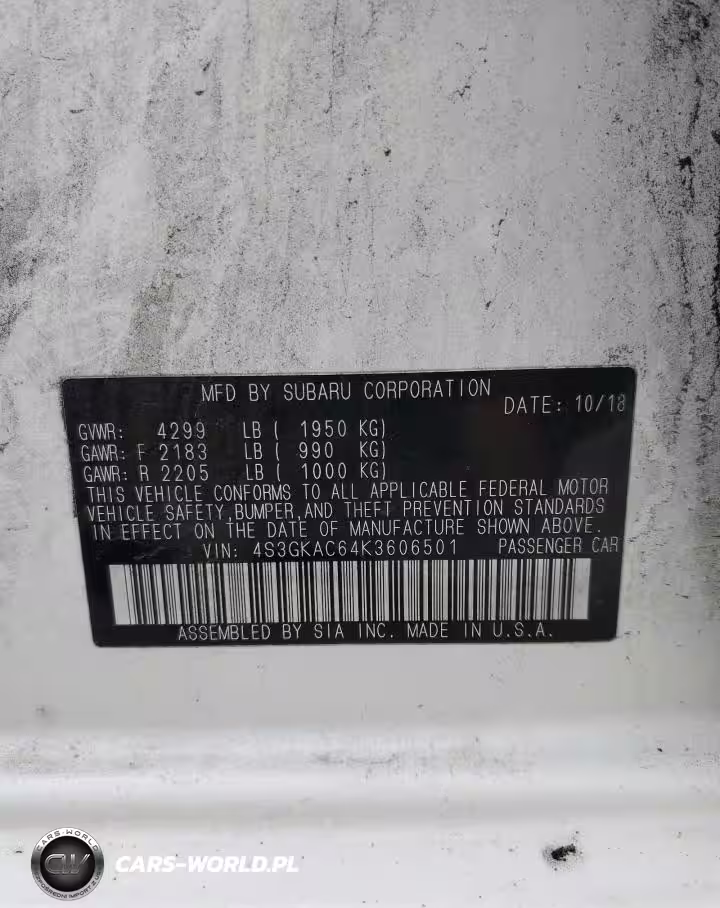 MFD BY SUBARU CORPORATION
DATE: 10/18
GVWR: 4299 LB ( 1950 KG)
GAWR: F 2183 LB ( 990 KG)
GAWR: R 2205 LB ( 1000 KG)
THIS VEHICLE CONFORMS TO ALL APPLICABLE FEDERAL MOTOR
VEHICLE SAFETY,BUMPER,AND THEFT PREVENTION STANDARDS
IN EFFECT ON THE DATE OF MANUFACTURE SHOWN ABOVE.
VIN: 4S3GKAC64K3606501 PASSENGER CAR
ASSEMBLED BY SIA INC. MADE IN U.S.A.
CARS-WORLD
CW
CARS-WORLD.PL